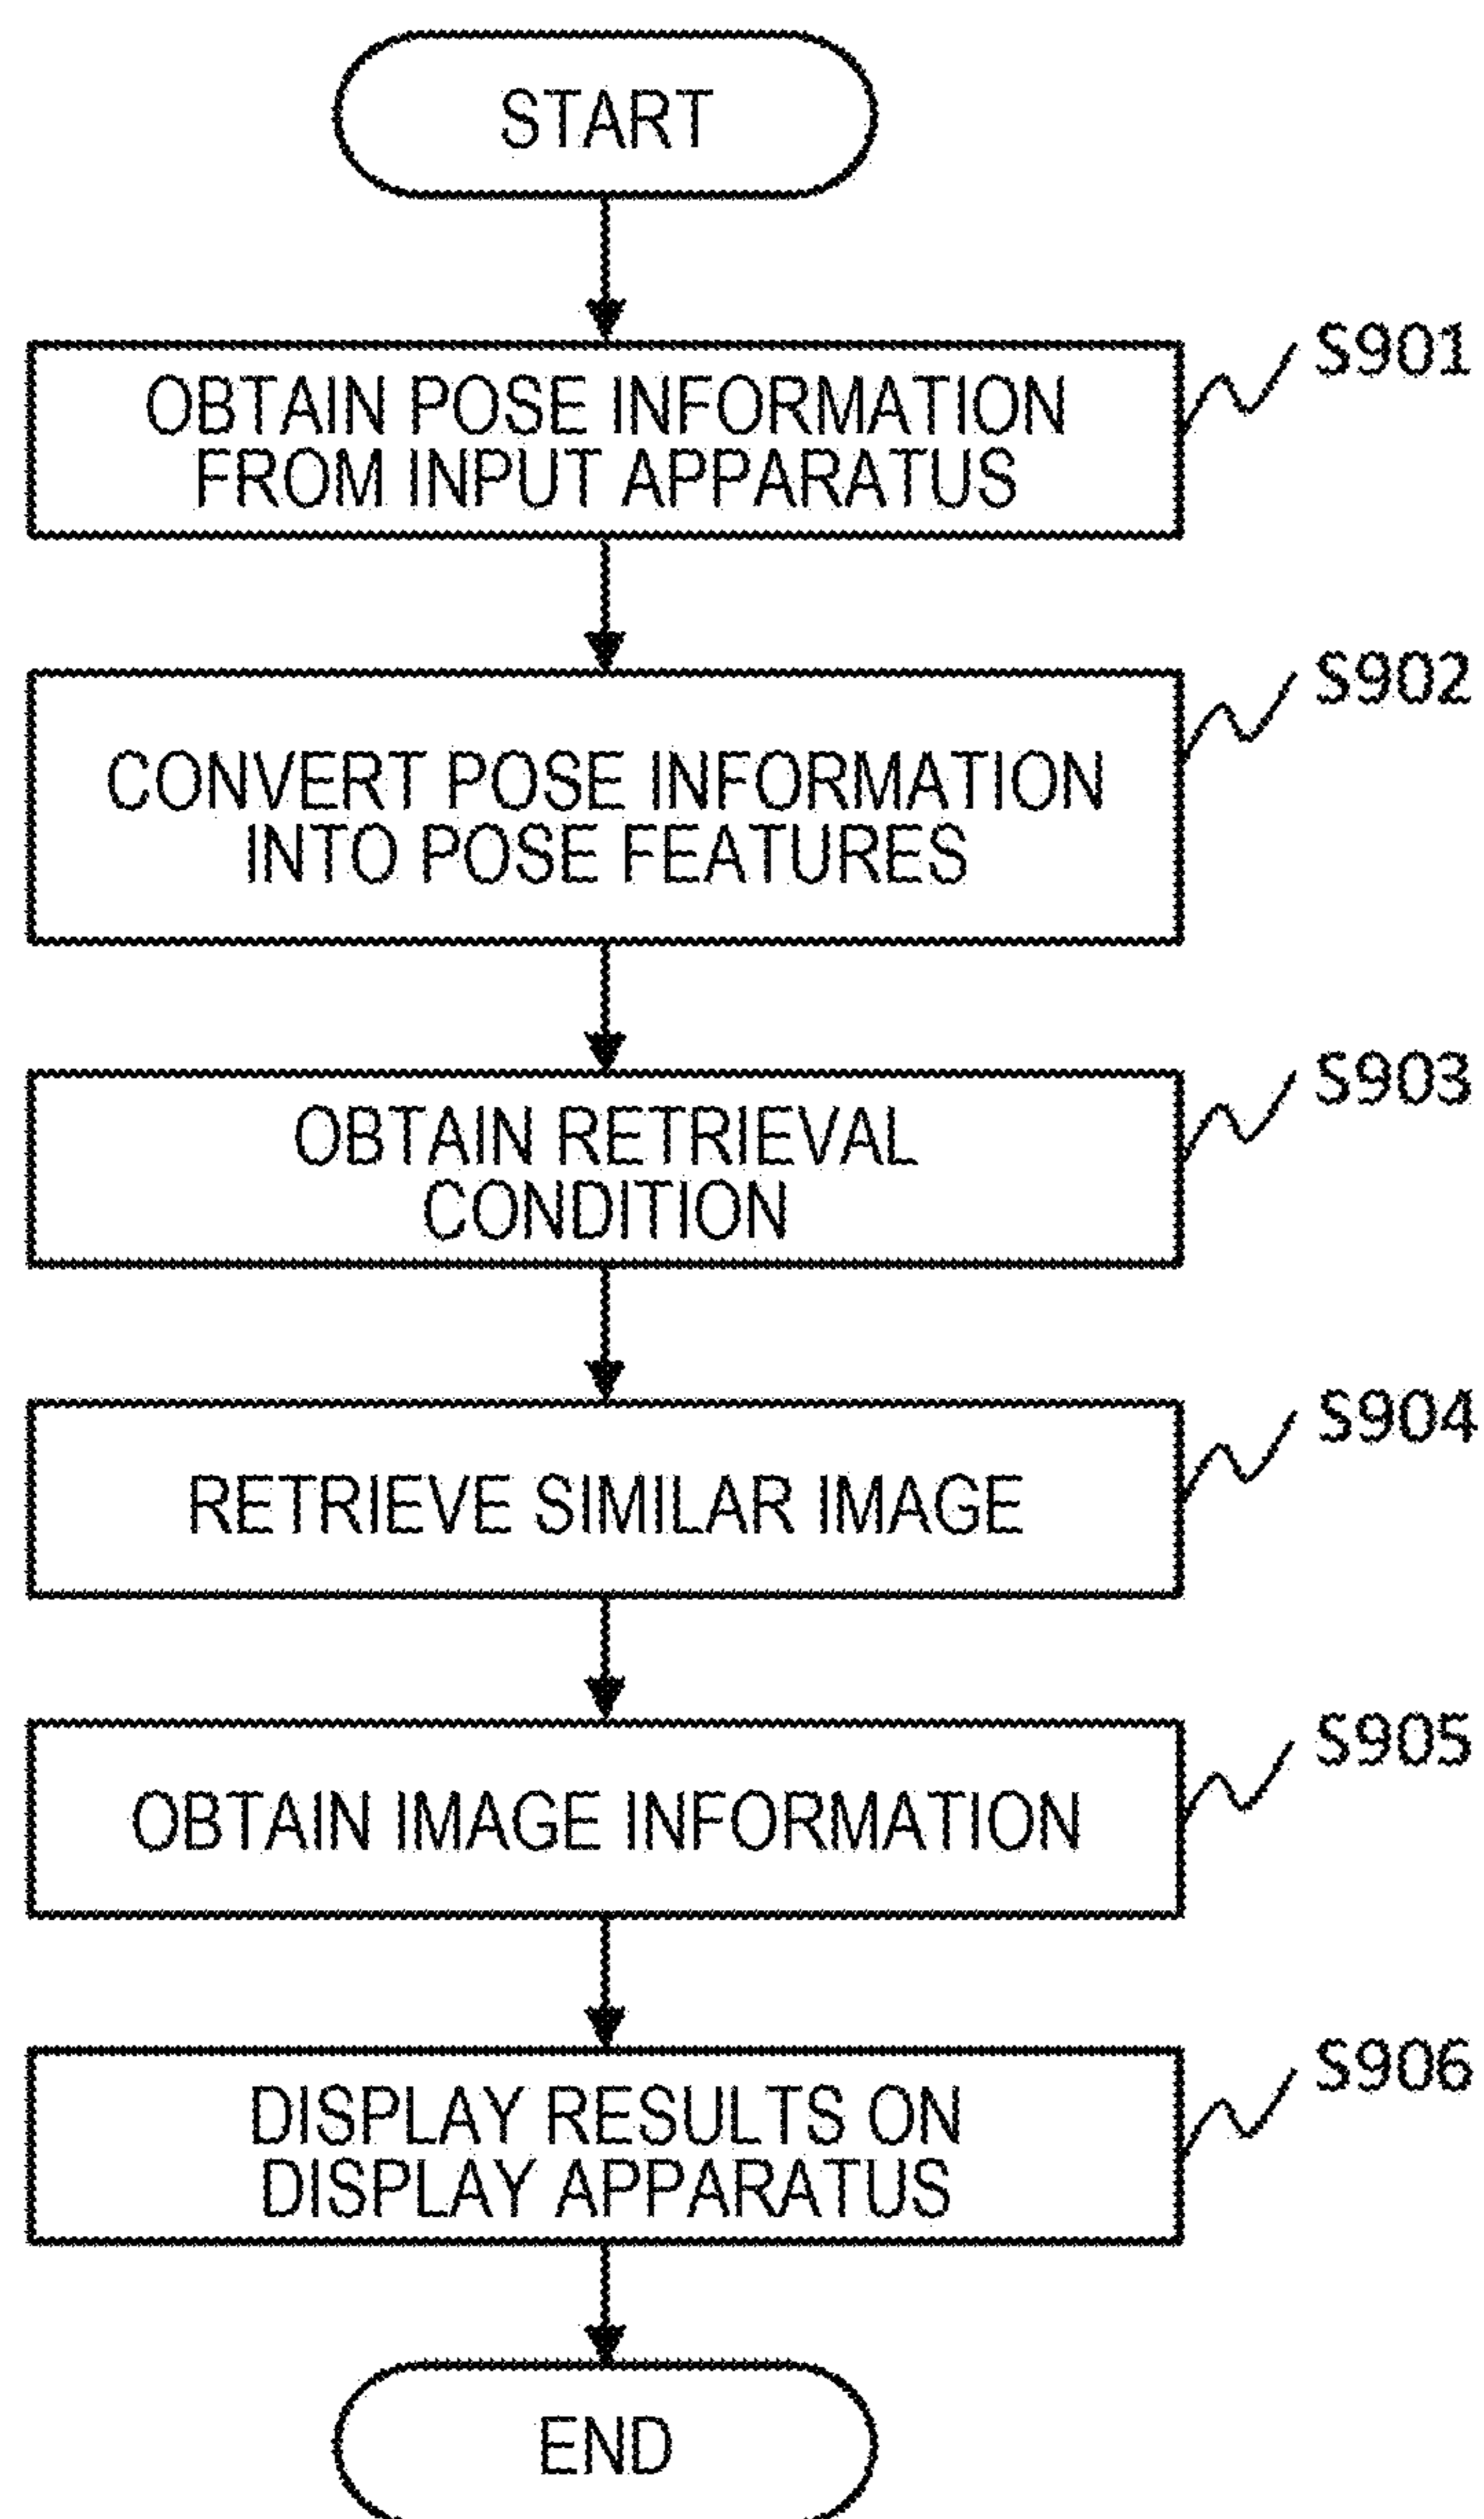 START
S901
OBTAIN POSE INFORMATION
FROM INPUT APPARATUS
S902
CONVERT POSE INFORMATION
INTO POSE FEATURES
S903
OBTAIN RETRIEVAL
CONDITION
S904
RETRIEVE SIMILAR IMAGE
S905
OBTAIN IMAGE INFORMATION
S906
DISPLAY RESULTS ON
DISPLAY APPARATUS
END